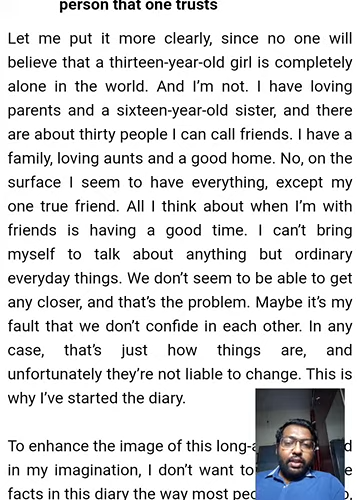 person that one trusts
Let me put it more clearly, since no one will
believe that a thirteen-year-old girl is completely
alone in the world. And I'm not. I have loving
parents and a sixteen-year-old sister, and there
are about thirty people I can call friends. I have a
family, loving aunts and a good home. No, on the
surface I seem to have everything, except my
one true friend. All I think about when I'm with
friends is having a good time. I can't bring
myself to talk about anything but ordinary
everyday things. We don't seem to be able to get
any closer, and that's the problem. Maybe it's my
fault that we don't confide in each other. In any
case, that's just how things are, and
unfortunately they're not liable to change. This is
why I've started the diary.
To enhance the image of this
in my imagination, I don't want to
facts in this diary the way most